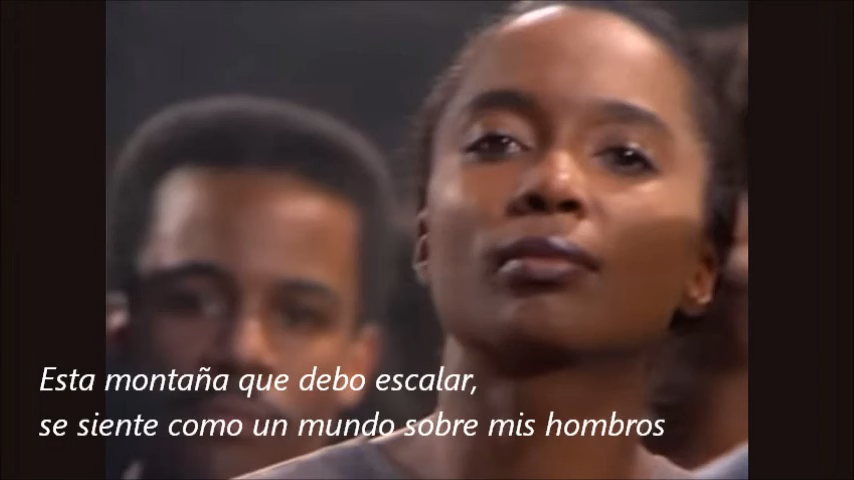 Esta montaña que debo escalar,
se siente como un mundo sobre mis hombros